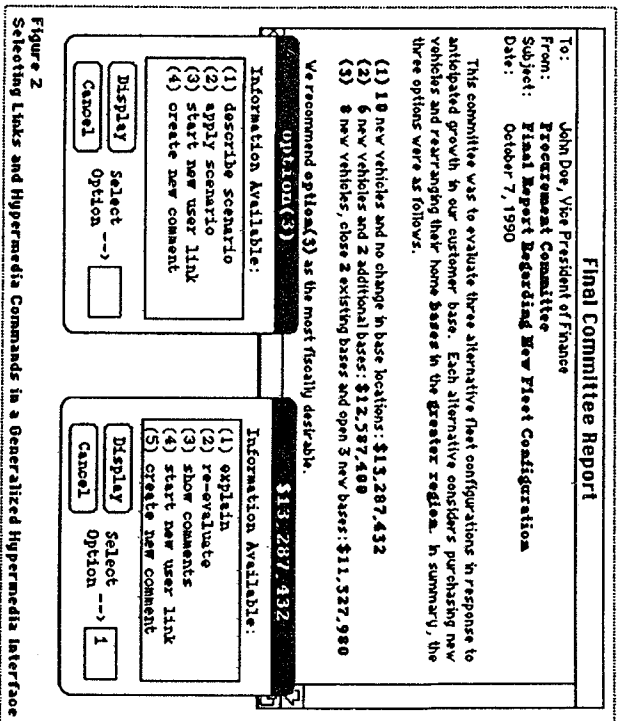 Final Committee Report
To: John Doe, Vice President of Finance
From: Procurement Committee
Subject: Final Report Regarding New Fleet Configuration
Date: October 7, 1990
This committee was to evaluate three alternative fleet configurations in response to
anticipated growth in our customer base. Each alternative considers purchasing new
vehicles and rearranging their home bases in the greater region. In summary, the
three options were as follows.
(1) 10 new vehicles and no change in base locations: $13,287,432
(2) 6 new vehicles and 2 additional bases: $12,587,400
(3) 8 new vehicles, close 2 existing bases and open 3 new bases: $11,327,980
We recommend option(3) as the most fiscally desirable.
option(3)
Information Available:
(1) describe scenario
(2) apply scenario
(3) start new user link
(4) create new comment
Display
Cancel
Select
Option -->
$13,287,432
Information Available:
(1) explain
(2) re-evaluate
(3) show comments
(4) start new user link
(5) create new comment
Display
Cancel
Select
Option --> 1
Figure 2
Selecting Links and Hypermedia Commands in a Generalized Hypermedia Interface